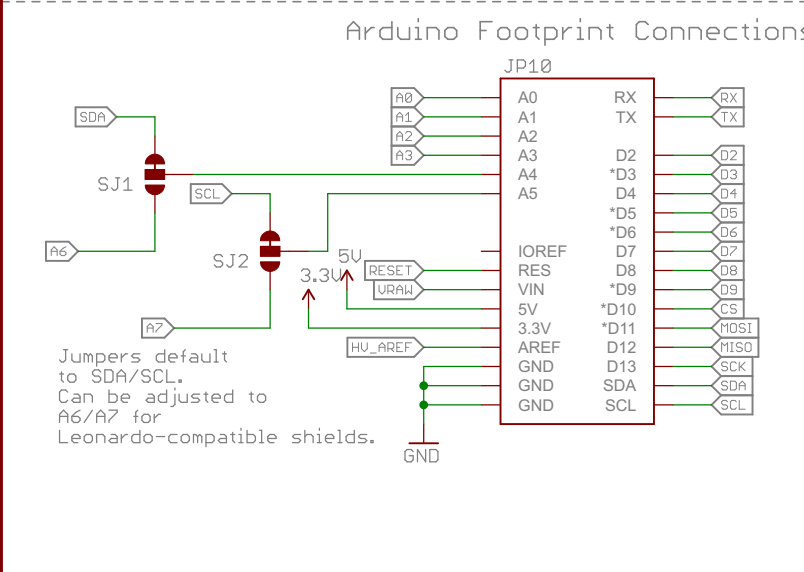 Arduino Footprint Connections
JP10
A0 A0 RX RX
SDA A1 A1 TX TX
A2 A2
A3 A3 D2 D2
SJ1 A4 *D3 D3
SCL A5 D4 D4
*D5 D5
*D6 D6
A6 IOREF D7 D7
SJ2 5V RESET RES D8 D8
3.3V VRAW VIN *D9 D9
5V *D10 CS
A7 3.3V *D11 MOSI
HV_AREF AREF D12 MISO
GND D13 SCK
GND SDA SDA
GND SCL SCL
Jumpers default
to SDA/SCL.
Can be adjusted to
A6/A7 for
Leonardo-compatible shields.
GND